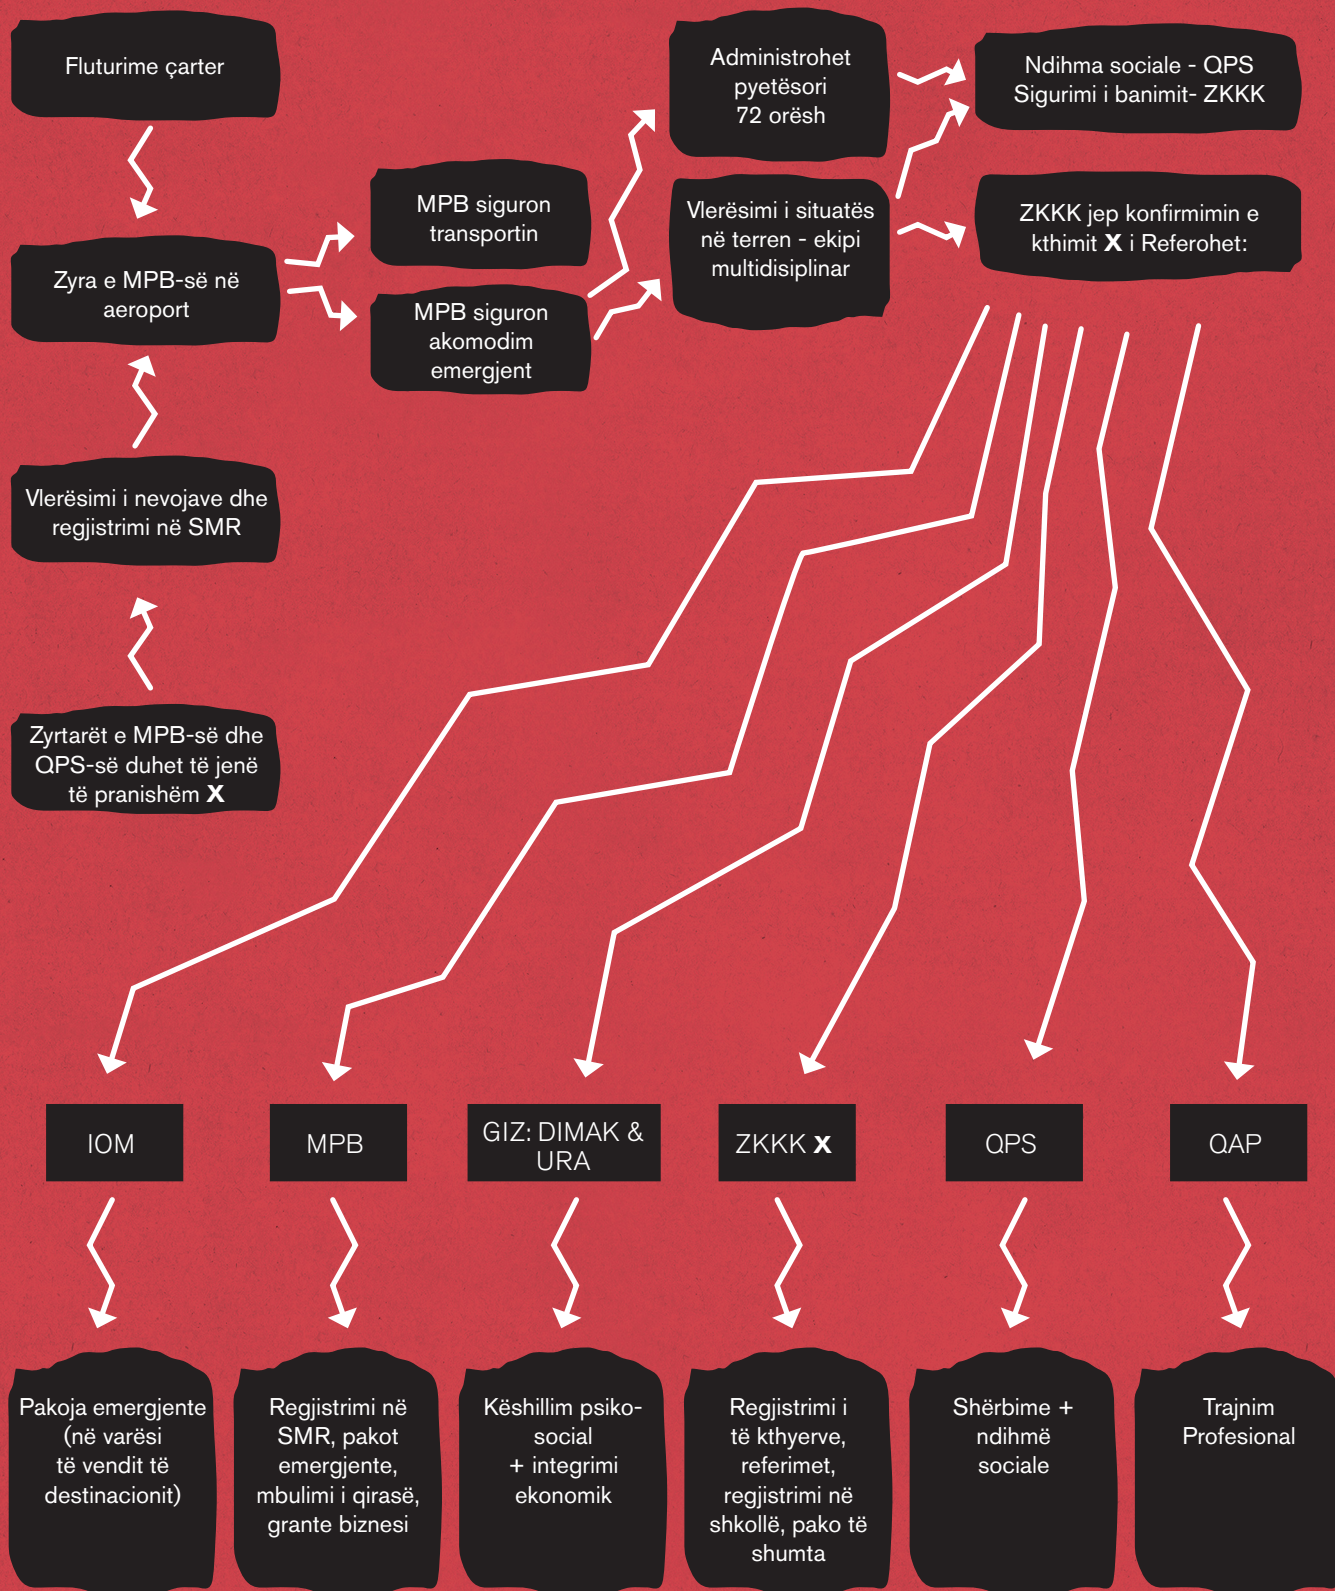 Fluturime çarter
Administrohet
pyetësori
72 orësh
Ndihma sociale - QPS
Sigurimi i banimit- ZKKK
MPB siguron
transportin
Vlerësimi i situatës
në terren - ekipi
multidisiplinar
ZKKK jep konfirmimin e
kthimit X i Referohet:
Zyra e MPB-së në
aeroport
MPB siguron
akomodim
emergjent
Vlerësimi i nevojave dhe
regjistrimi në SMR
Zyrtarët e MPB-së dhe
QPS-së duhet të jenë
të pranishëm X
IOM
MPB
GIZ: DIMAK &
URA
ZKKK X
QPS
QAP
Pakoja emergjente
(në varësi
të vendit të
destinacionit)
Regjistrimi në
SMR, pakot
emergjente,
mbulimi i qirasë,
grante biznesi
Këshillim psiko-
social
+ integrimi
ekonomik
Regjistrimi i
të kthyerve,
referimet,
regjistrimi në
shkollë, pako të
shumta
Shërbime +
ndihmë
sociale
Trajnim
Profesional